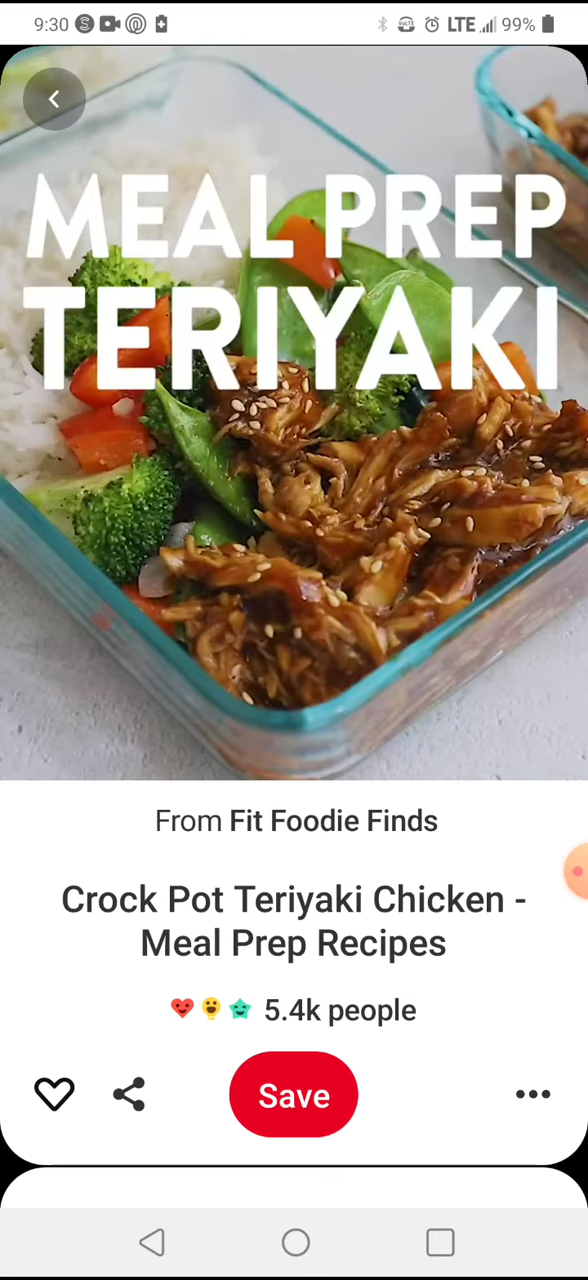 9:30 LTE 99%
MEAL PREP
TERIYAKI
From Fit Foodie Finds
Crock Pot Teriyaki Chicken -
Meal Prep Recipes
5.4k people
Save